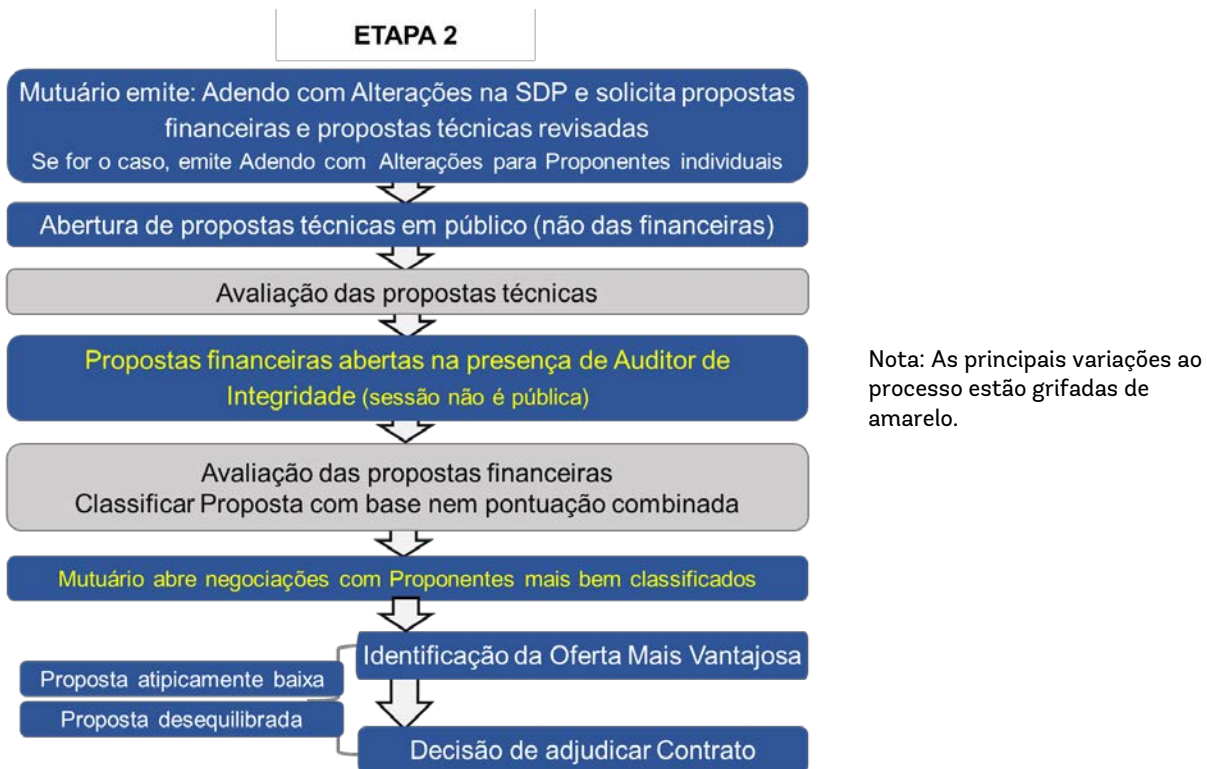 ETAPA 2
Mutuário emite: Adendo com Alterações na SDP e solicita propostas
financeiras e propostas técnicas revisadas
Se for o caso, emite Adendo com Alterações para Proponentes individuais
Abertura de propostas técnicas em público (não das financeiras)
Avaliação das propostas técnicas
Propostas financeiras abertas na presença de Auditor de
Integridade (sessão não é pública)
Nota: As principais variações ao
processo estão grifadas de
amarelo.
Avaliação das propostas financeiras
Classificar Proposta com base nem pontuação combinada
Mutuário abre negociações com Proponentes mais bem classificados
Identificação da Oferta Mais Vantajosa
Proposta atipicamente baixa
Proposta desequilibrada
Decisão de adjudicar Contrato